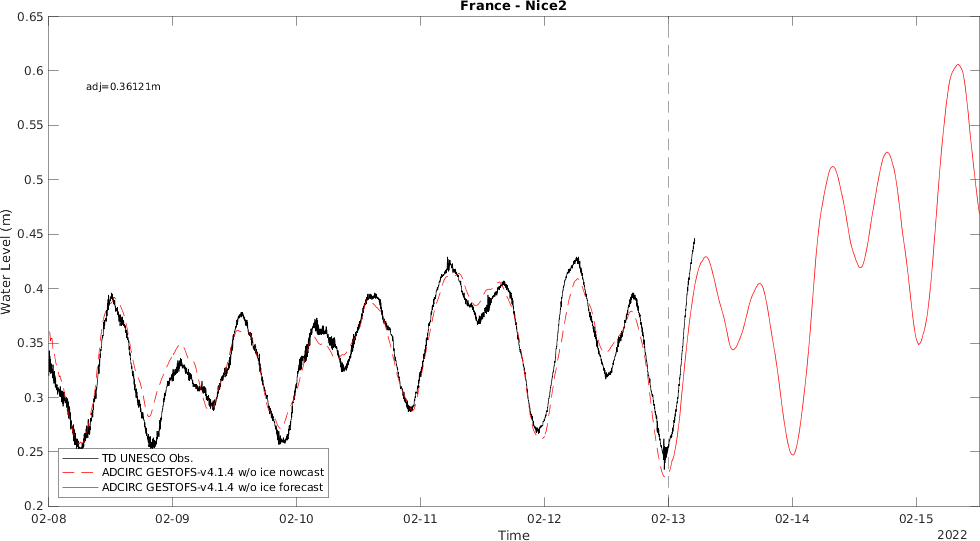 France - Nice2
0.65
0.6
0.55
0.5
0.45
0.4
0.35
0.3
0.25
0.2
Water Level (m)
adj=0.36121m
TD UNESCO Obs.
ADCIRC GESTOFS-v4.1.4 w/o ice nowcast
ADCIRC GESTOFS-v4.1.4 w/o ice forecast
02-08 02-09 02-10 02-11 02-12 02-13 02-14 02-15
Time
2022